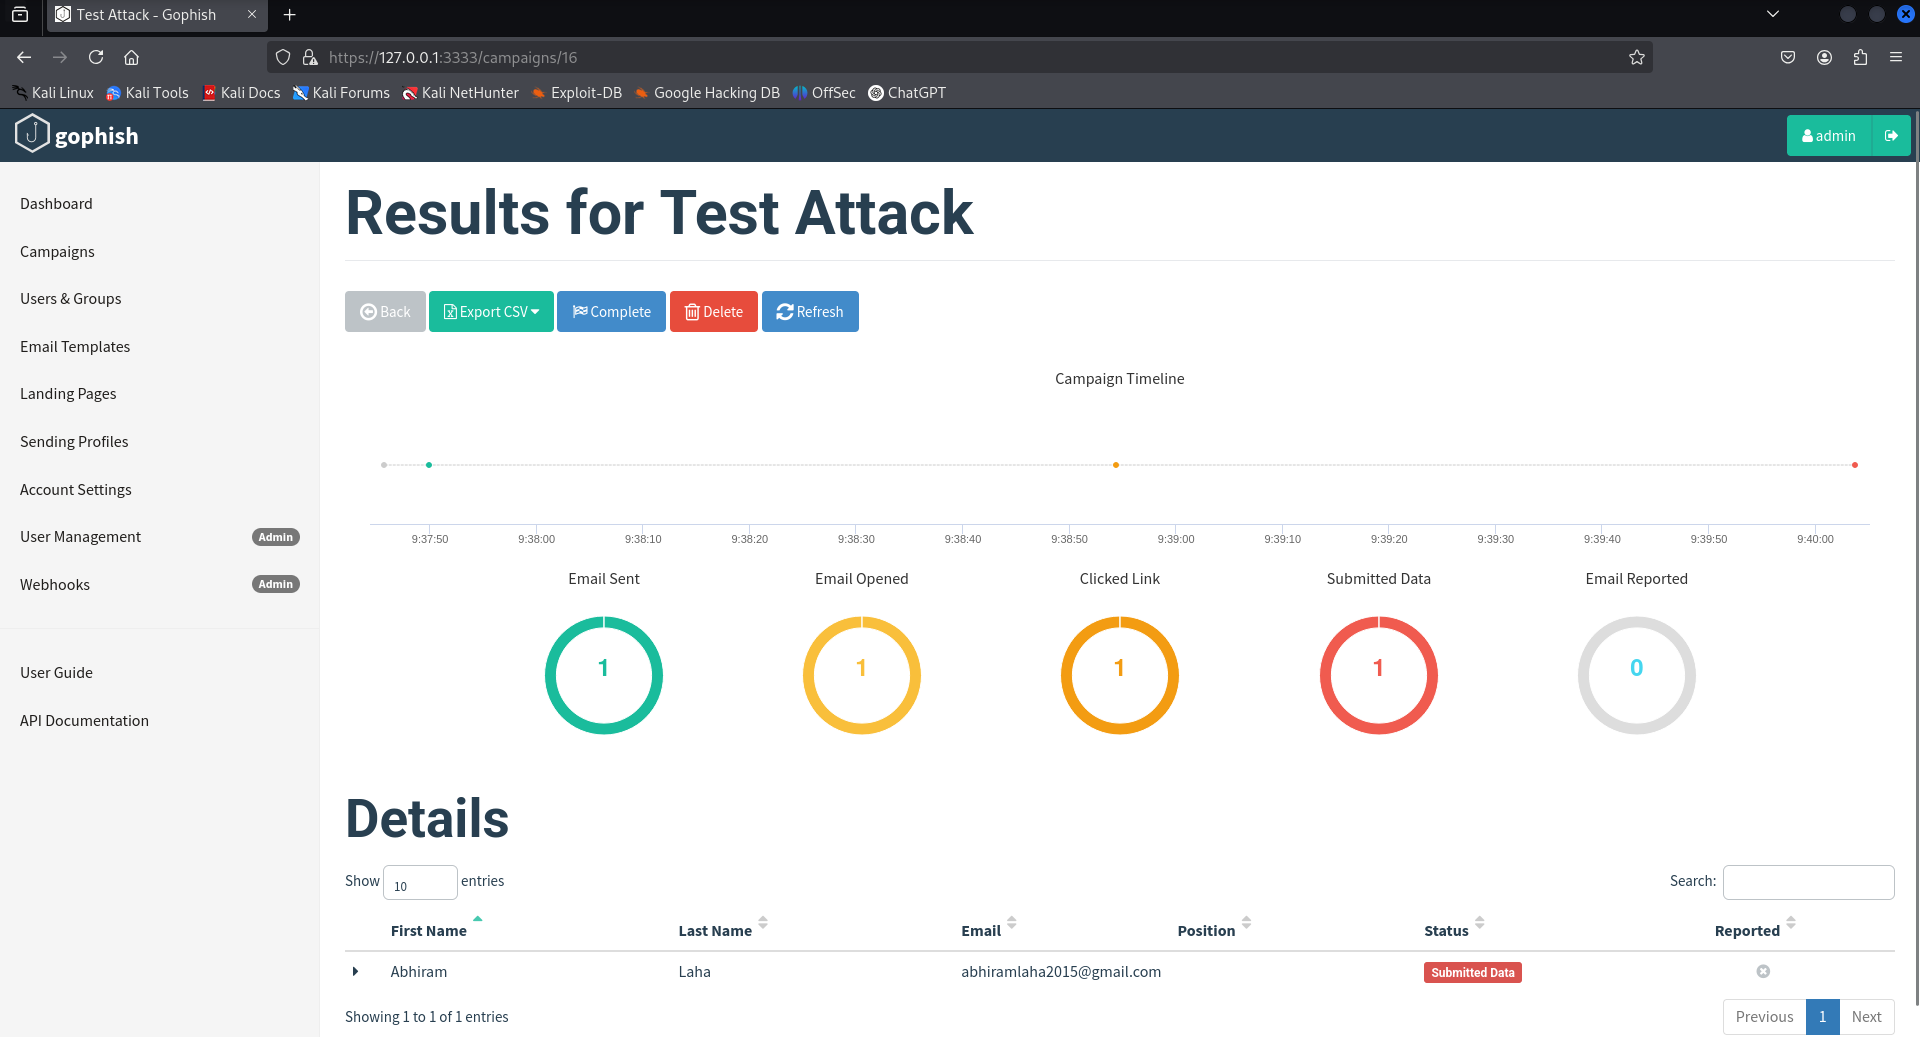 Test Attack - Gophish
https://127.0.0.1:3333/campaigns/16
Kali Linux Kali Tools Kali Docs Kali Forums Kali NetHunter Exploit-DB Google Hacking DB OffSec ChatGPT
gophish
admin
Dashboard
Campaigns
Users & Groups
Email Templates
Landing Pages
Sending Profiles
Account Settings
User Management Admin
Webhooks Admin
User Guide
API Documentation
Results for Test Attack
Back Export CSV Complete Delete Refresh
Campaign Timeline
9:37:50 9:38:00 9:38:10 9:38:20 9:38:30 9:38:40 9:38:50 9:39:00 9:39:10 9:39:20 9:39:30 9:39:40 9:39:50 9:40:00
Email Sent Email Opened Clicked Link Submitted Data Email Reported
1 1 1 1 0
Details
Show 10 entries Search:
First Name Last Name Email Position Status Reported
Abhiram Laha abhiramlaha2015@gmail.com Submitted Data
Showing 1 to 1 of 1 entries Previous 1 Next